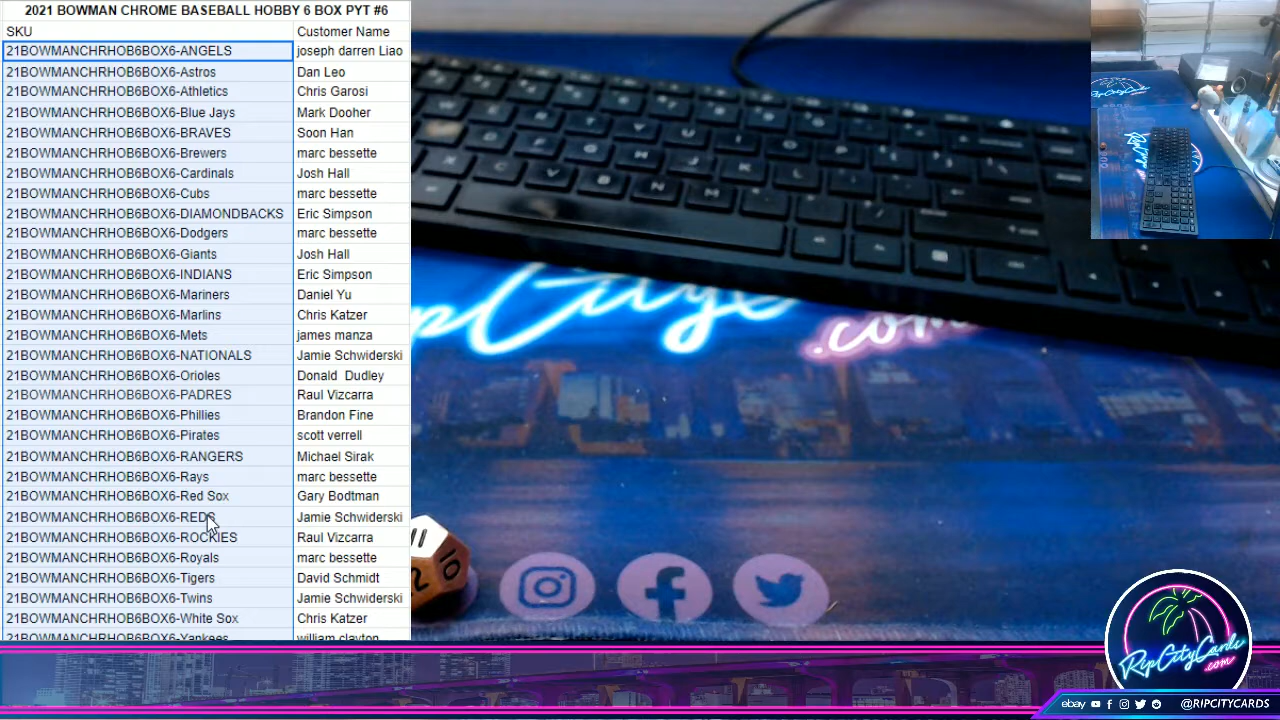 2021 BOWMAN CHROME BASEBALL HOBBY 6 BOX PYT #6
SKU Customer Name
21BOWMANCHRHOB6BOX6-ANGELS joseph darren Liao
21BOWMANCHRHOB6BOX6-Astros Dan Leo
21BOWMANCHRHOB6BOX6-Athletics Chris Garosi
21BOWMANCHRHOB6BOX6-Blue Jays Mark Dooher
21BOWMANCHRHOB6BOX6-BRAVES Soon Han
21BOWMANCHRHOB6BOX6-Brewers marc bessette
21BOWMANCHRHOB6BOX6-Cardinals Josh Hall
21BOWMANCHRHOB6BOX6-Cubs marc bessette
21BOWMANCHRHOB6BOX6-DIAMONDBACKS Eric Simpson
21BOWMANCHRHOB6BOX6-Dodgers marc bessette
21BOWMANCHRHOB6BOX6-Giants Josh Hall
21BOWMANCHRHOB6BOX6-INDIANS Eric Simpson
21BOWMANCHRHOB6BOX6-Mariners Daniel Yu
21BOWMANCHRHOB6BOX6-Marlins Chris Katzer
21BOWMANCHRHOB6BOX6-Mets james manza
21BOWMANCHRHOB6BOX6-NATIONALS Jamie Schwiderski
21BOWMANCHRHOB6BOX6-Orioles Donald Dudley
21BOWMANCHRHOB6BOX6-PADRES Raul Vizcarra
21BOWMANCHRHOB6BOX6-Phillies Brandon Fine
21BOWMANCHRHOB6BOX6-Pirates scott verrell
21BOWMANCHRHOB6BOX6-RANGERS Michael Sirak
21BOWMANCHRHOB6BOX6-Rays marc bessette
21BOWMANCHRHOB6BOX6-Red Sox Gary Bodtman
21BOWMANCHRHOB6BOX6-REDS Jamie Schwiderski
21BOWMANCHRHOB6BOX6-ROCKIES Raul Vizcarra
21BOWMANCHRHOB6BOX6-Royals marc bessette
21BOWMANCHRHOB6BOX6-Tigers David Schmidt
21BOWMANCHRHOB6BOX6-Twins Jamie Schwiderski
21BOWMANCHRHOB6BOX6-White Sox Chris Katzer
21BOWMANCHRHOB6BOX6-Yankees william clayton
.com
11
10
RipCityCards
.com
ebay @RIPCITYCARDS